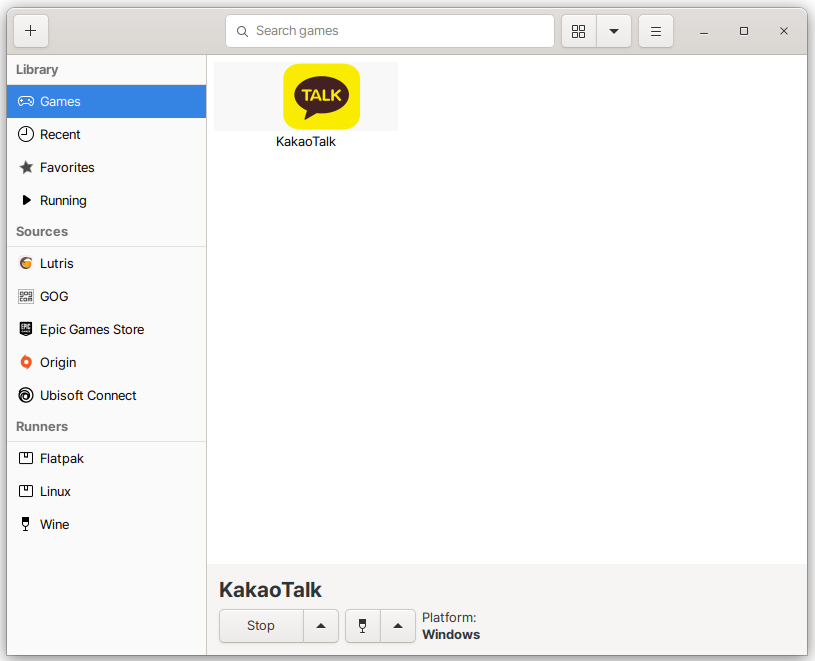 Search games
Library
Games
Recent
Favorites
Running
Sources
Lutris
GOG
Epic Games Store
Origin
Ubisoft Connect
Runners
Flatpak
Linux
Wine
TALK
KakaoTalk
KakaoTalk
Stop
Platform:
Windows